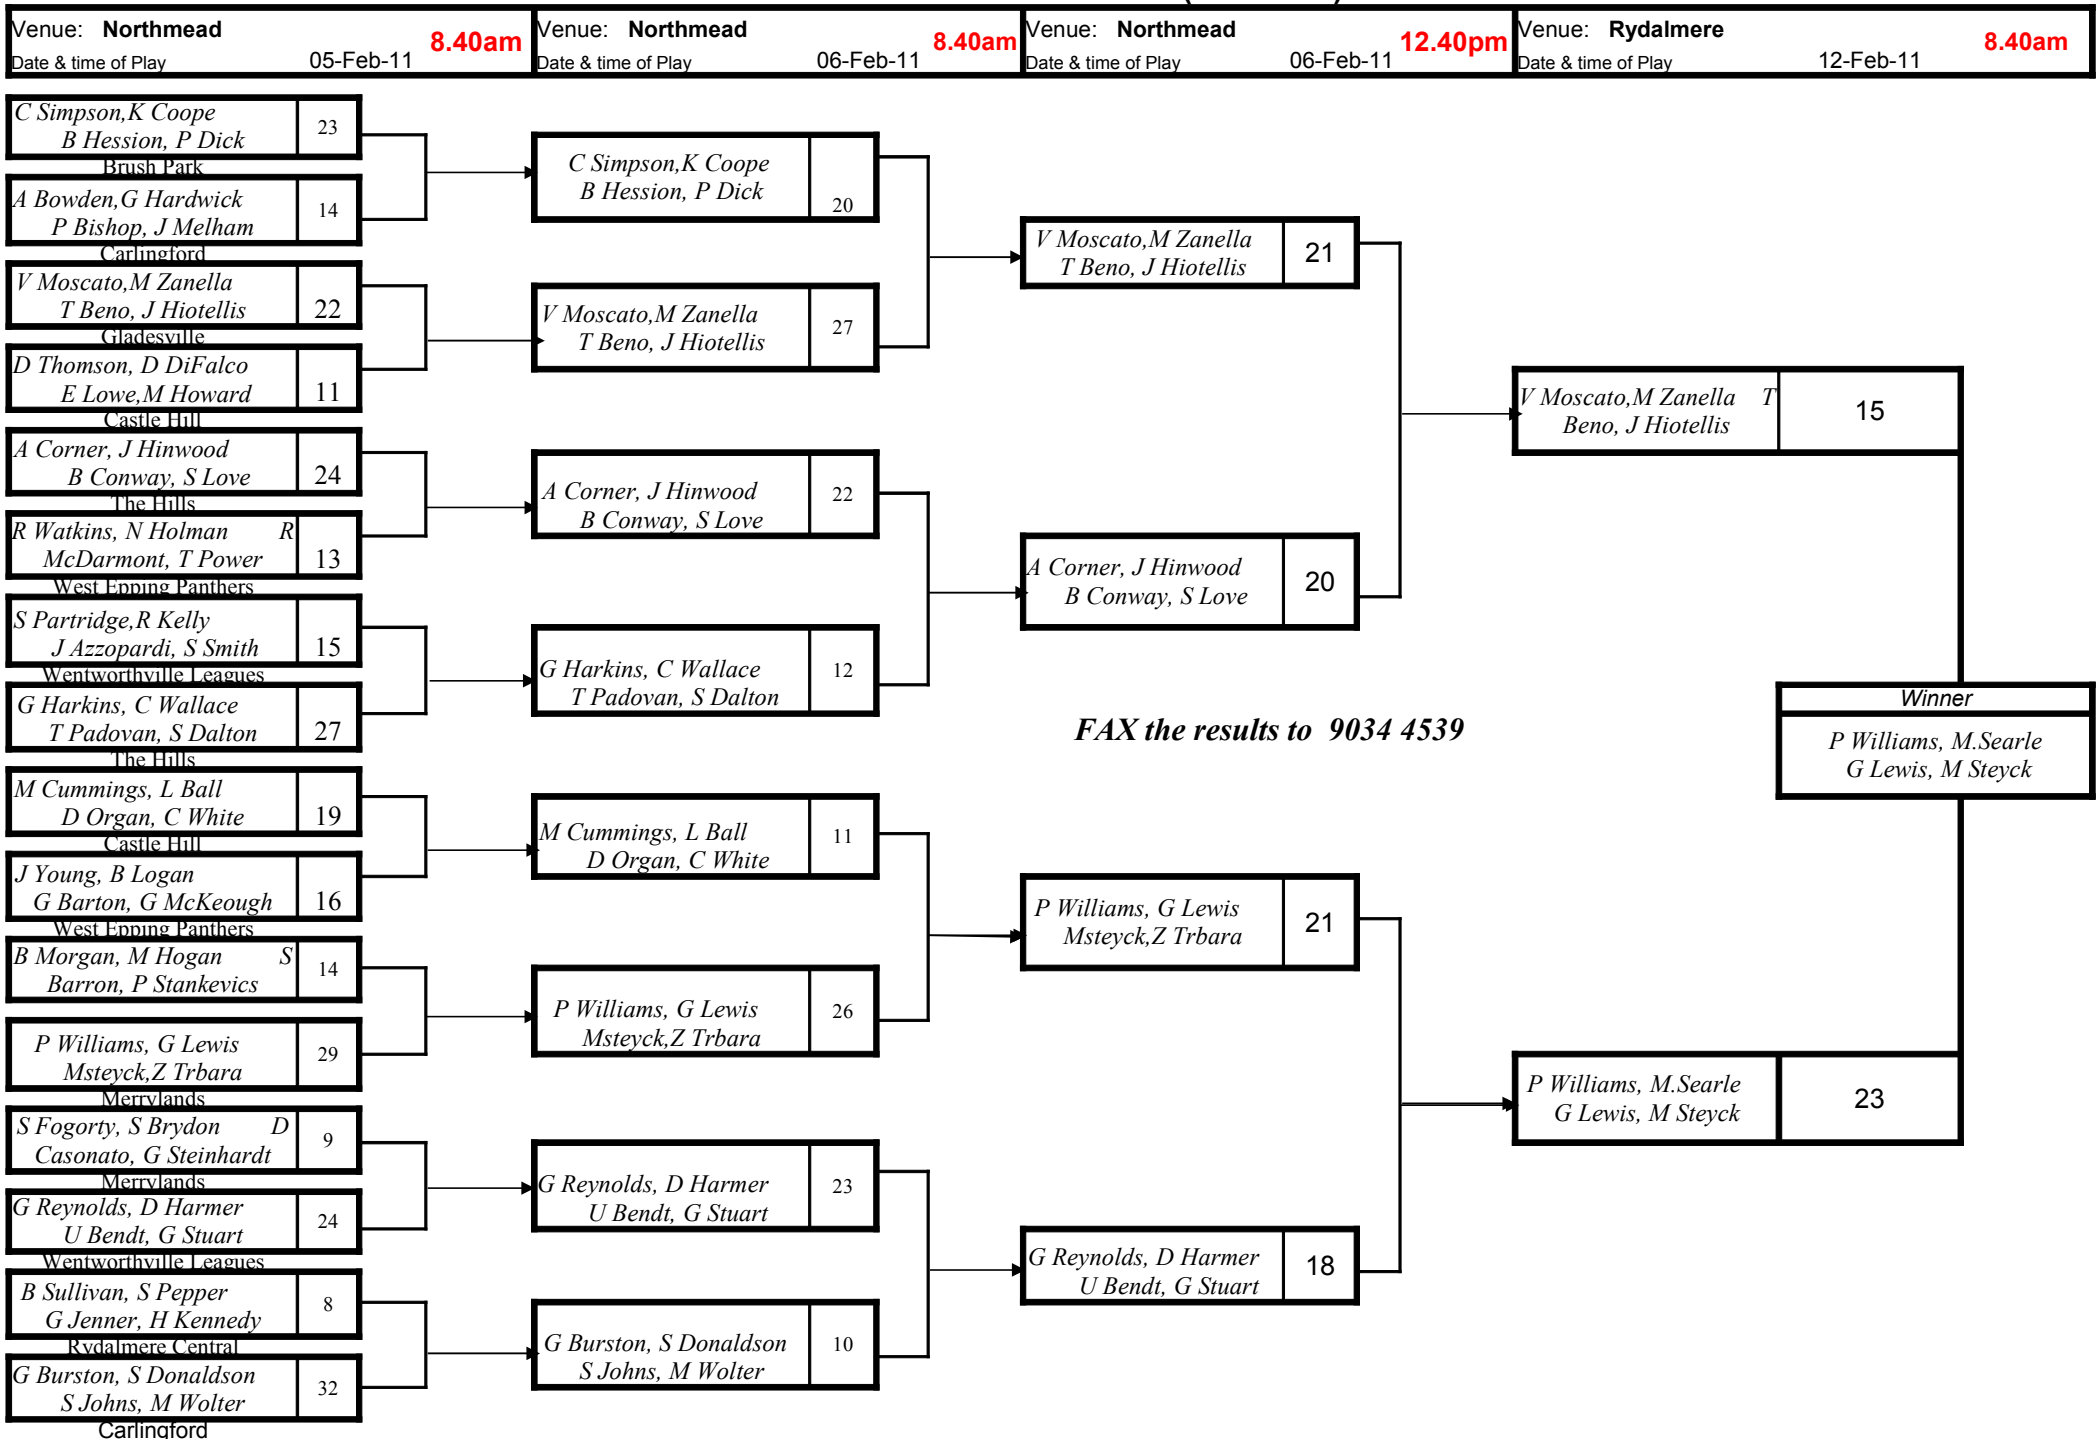 Venue: Northmead 8.40am
Date & time of Play 05-Feb-11
Venue: Northmead 8.40am
Date & time of Play 06-Feb-11
Venue: Northmead 12.40pm
Date & time of Play 06-Feb-11
Venue: Rydalmere 8.40am
Date & time of Play 12-Feb-11
C Simpson,K Coope
B Hession, P Dick
23
Brush Park
A Bowden,G Hardwick
P Bishop, J Melham
14
Carlingford
V Moscato,M Zanella
T Beno, J Hiotellis
22
Gladesville
D Thomson, D DiFalco
E Lowe,M Howard
11
Castle Hill
A Corner, J Hinwood
B Conway, S Love
24
The Hills
R Watkins, N Holman R
McDarmont, T Power
13
West Epping Panthers
S Partridge,R Kelly
J Azzopardi, S Smith
15
Wentworthville Leagues
G Harkins, C Wallace
T Padovan, S Dalton
27
The Hills
M Cummings, L Ball
D Organ, C White
19
Castle Hill
J Young, B Logan
G Barton, G McKeough
16
West Epping Panthers
B Morgan, M Hogan S
Barron, P Stankevics
14
P Williams, G Lewis
Msteyck,Z Trbara
29
Merrylands
S Fogorty, S Brydon D
Casonato, G Steinhardt
9
Merrylands
G Reynolds, D Harmer
U Bendt, G Stuart
24
Wentworthville Leagues
B Sullivan, S Pepper
G Jenner, H Kennedy
8
Rydalmere Central
G Burston, S Donaldson
S Johns, M Wolter
32
Carlingford
C Simpson,K Coope
B Hession, P Dick
20
V Moscato,M Zanella
T Beno, J Hiotellis
27
A Corner, J Hinwood
B Conway, S Love
22
G Harkins, C Wallace
T Padovan, S Dalton
12
M Cummings, L Ball
D Organ, C White
11
P Williams, G Lewis
Msteyck,Z Trbara
26
G Reynolds, D Harmer
U Bendt, G Stuart
23
G Burston, S Donaldson
S Johns, M Wolter
10
V Moscato,M Zanella
T Beno, J Hiotellis
21
A Corner, J Hinwood
B Conway, S Love
20
FAX the results to 9034 4539
P Williams, G Lewis
Msteyck,Z Trbara
21
G Reynolds, D Harmer
U Bendt, G Stuart
18
V Moscato,M Zanella T
Beno, J Hiotellis
15
P Williams, M.Searle
G Lewis, M Steyck
23
Winner
P Williams, M.Searle
G Lewis, M Steyck